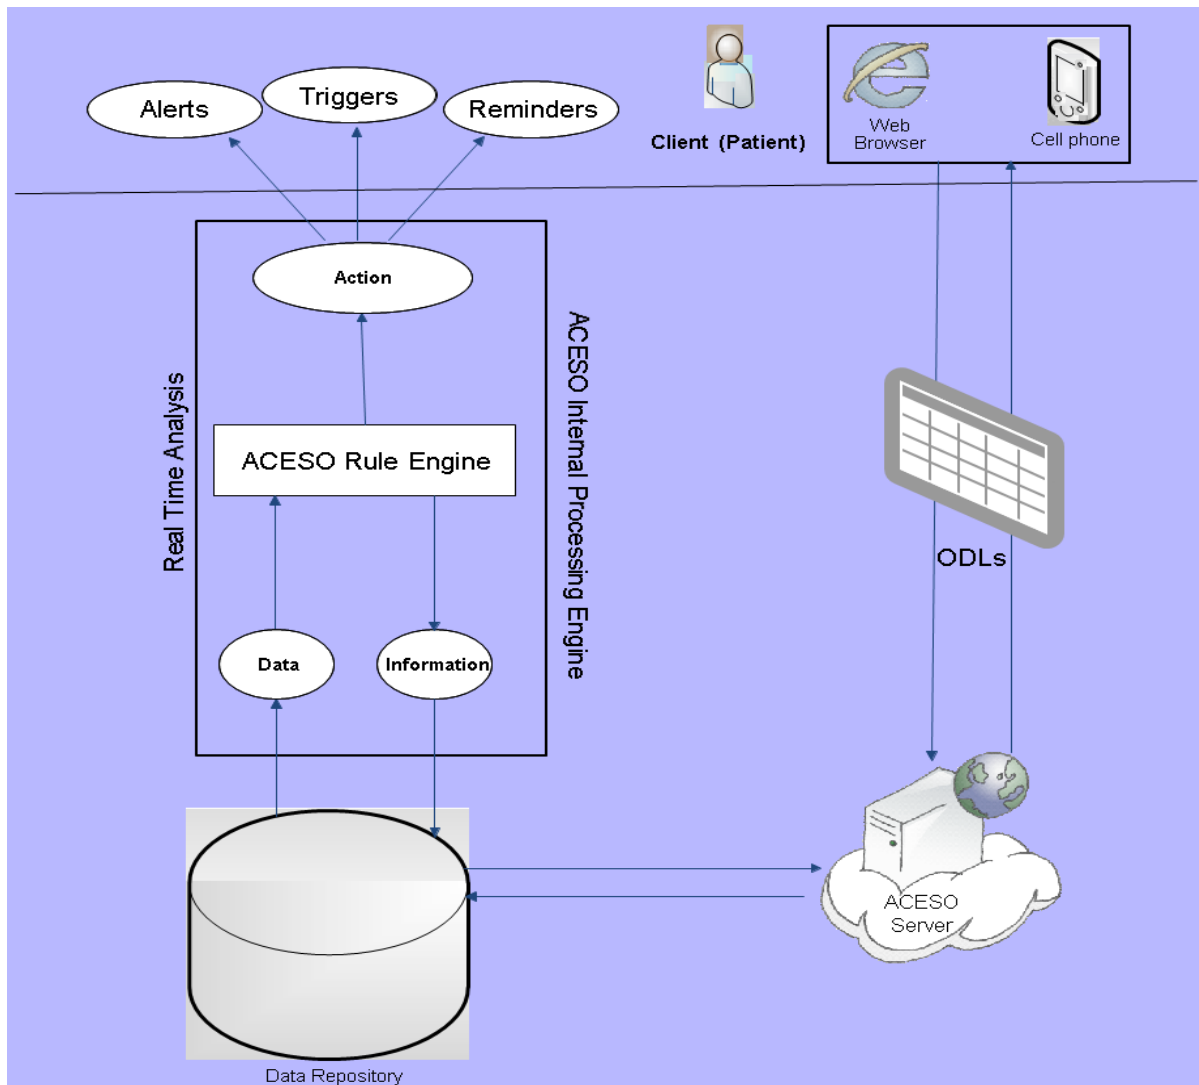 Alerts
Triggers
Reminders
Client (Patient)
Web
Browser
Cell phone
Action
Real Time Analysis
ACESO Internal Processing Engine
ACESO Rule Engine
ODLs
Data
Information
ACESO
Server
Data Repository